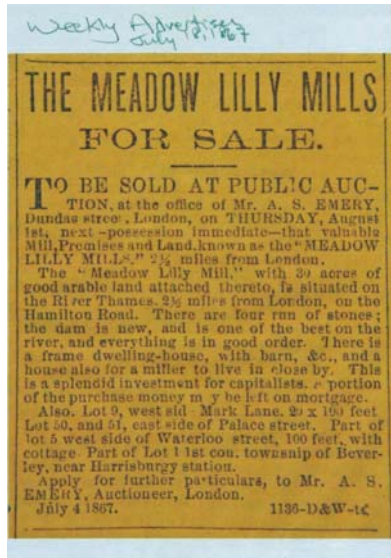 Weekly Advertiser
July 12, 1867
THE MEADOW LILLY MILLS
FOR SALE.
TO BE SOLD AT PUBLIC AUC-
TION, at the office of Mr. A. S. EMERY,
Dundas street, London, on THURSDAY, August
1st, next -possession immediate—that valuable
Mill, Premises and Land, known as the "MEADOW
LILLY MILLS." 2½ miles from London.
The "Meadow Lilly Mill," with 30 acres of
good arable land attached thereto, is situated
on the River Thames. 2½ miles from London, on the
Hamilton Road. There are four run of stones;
the dam is new, and is one of the best on the
river, and everything is in good order. There is
a frame dwelling-house, with barn, &c., and a
house also for a miller to live in close by. This
is a splendid investment for capitalists. portion
of the purchase money m y be left on mortgage.
Also. Lot 9, west sid Mark Lane. 29 x 100 feet
Lot 50, and 51, east side of Palace street. Part of
lot 5 west side of Waterloo street, 100 feet, with
cottage Part of Lot 1 1st con. township of Bever-
ley, near Harrisburgy station.
Apply for further particulars, to Mr. A. S.
EMERY, Auctioneer, London.
July 4 1867. 1136-D&W-tf